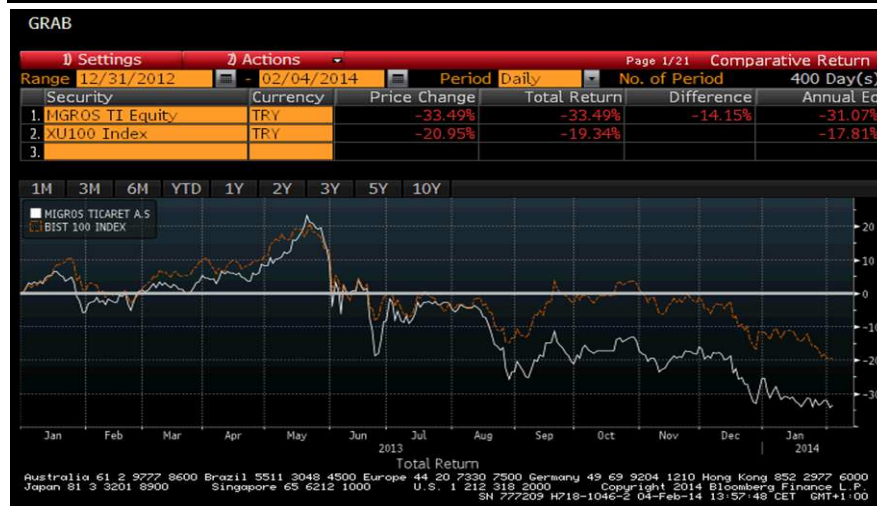 GRAB
1) Settings 2) Actions Page 1/21 Comparative Return
Range 12/31/2012 - 02/04/2014 Period Daily No. of Period 400 Day(s)
Security Currency Price Change Total Return Difference Annual Eq
1. MGROS TI Equity TRY -33.49% -33.49% -14.15% -31.07%
2. XU100 Index TRY -20.95% -19.34% -17.81%
3.
1M 3M 6M YTD 1Y 2Y 3Y 5Y 10Y
MIGROS TICARET A.S
BIST 100 INDEX
20
10
0
-10
-20
-30
Jan Feb Mar Apr May Jun Jul Aug Sep Oct Nov Dec Jan
2013 2014
Total Return
Australia 61 2 9777 8600 Brazil 5511 3048 4500 Europe 44 20 7330 7500 Germany 49 69 9204 1210 Hong Kong 852 2977 6000
Japan 81 3 3201 8900 Singapore 65 6212 1000 U.S. 1 212 318 2000 Copyright 2014 Bloomberg Finance L.P.
SN 777209 H718-1046-2 04-Feb-14 13:57:48 CET GMT+1:00